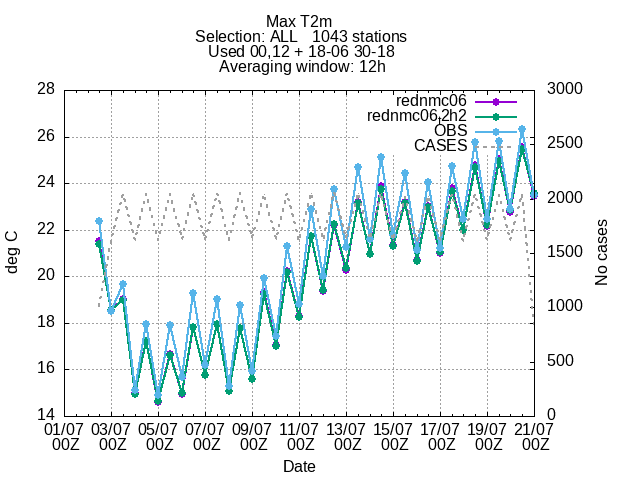 Max T2m
Selection: ALL 1043 stations
Used 00,12 + 18-06 30-18
Averaging window: 12h
28 3000
rednmc06
rednmc06,2h2
26 OBS 2500
CASES
24 2000
22 1500
deg C No cases
20 1000
18
16 500
14 0
01/07 03/07 05/07 07/07 09/07 11/07 13/07 15/07 17/07 19/07 21/07
00Z 00Z 00Z 00Z 00Z 00Z 00Z 00Z 00Z 00Z 00Z
Date